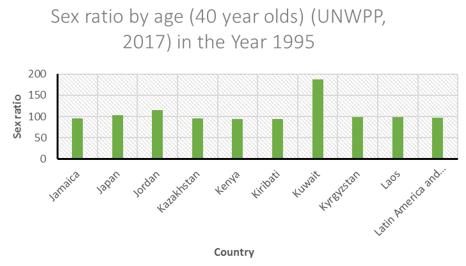 Sex ratio by age (40 year olds) (UNWPP,
2017) in the Year 1995
Sex ratio
200
150
100
50
0
Jamaica
Japan
Jordan
Kazakhstan
Kenya
Kiribati
Kuwait
Kyrgyzstan
Laos
Latin America and...
Country